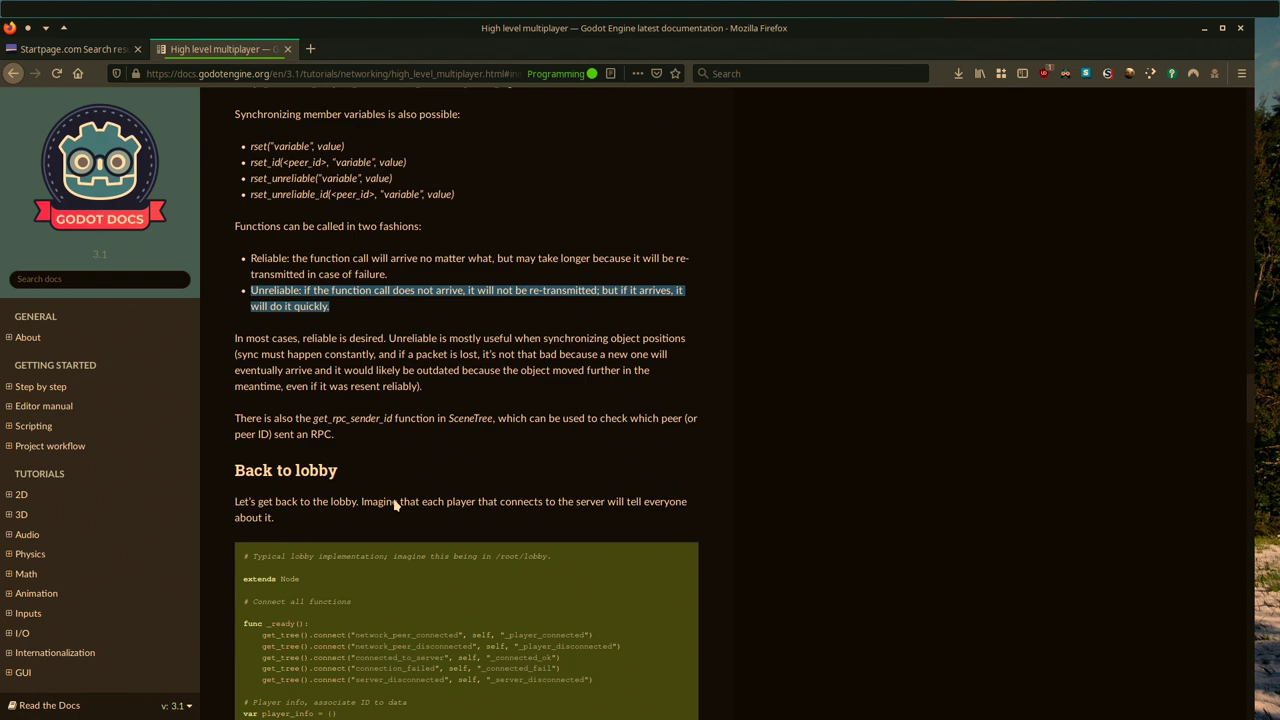 High level multiplayer — Godot Engine latest documentation - Mozilla Firefox
Startpage.com Search res
High level multiplayer — G
https://docs.godotengine.org/en/3.1/tutorials/networking/high_level_multiplayer.html#in
Programming
Search
1
GODOT DOCS
3.1
Search docs
GENERAL
About
GETTING STARTED
Step by step
Editor manual
Scripting
Project workflow
TUTORIALS
2D
3D
Audio
Physics
Math
Animation
Inputs
I/O
Internationalization
GUI
Read the Docs
v: 3.1
Synchronizing member variables is also possible:
• rset("variable", value)
• rset_id(<peer_id>, "variable", value)
• rset_unreliable("variable", value)
• rset_unreliable_id(<peer_id>, "variable", value)
Functions can be called in two fashions:
• Reliable: the function call will arrive no matter what, but may take longer because it will be re-
transmitted in case of failure.
• Unreliable: if the function call does not arrive, it will not be re-transmitted; but if it arrives, it
will do it quickly.
In most cases, reliable is desired. Unreliable is mostly useful when synchronizing object positions
(sync must happen constantly, and if a packet is lost, it's not that bad because a new one will
eventually arrive and it would likely be outdated because the object moved further in the
meantime, even if it was resent reliably).
There is also the get_rpc_sender_id function in SceneTree, which can be used to check which peer (or
peer ID) sent an RPC.
Back to lobby
Let's get back to the lobby. Imagine that each player that connects to the server will tell everyone
about it.
# Typical lobby implementation; imagine this being in /root/lobby.
extends Node
# Connect all functions
func _ready():
get_tree().connect("network_peer_connected", self, "_player_connected")
get_tree().connect("network_peer_disconnected", self, "_player_disconnected")
get_tree().connect("connected_to_server", self, "_connected_ok")
get_tree().connect("connection_failed", self, "_connected_fail")
get_tree().connect("server_disconnected", self, "_server_disconnected")
# Player info, associate ID to data
var player_info = {}